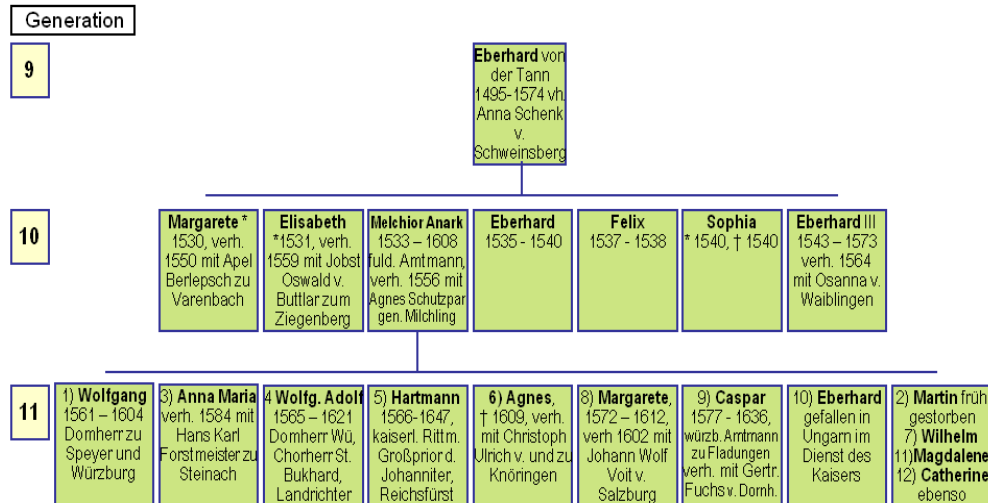 Generation
9
Eberhard von
der Tann
1495-1574 vh.
Anna Schenk
v.
Schweinsberg
10
Margarete *
1530, verh.
1550 mit Apel
Berlepsch zu
Varenbach
Elisabeth
*1531, verh.
1559 mit Jobst
Oswald v.
Buttlar zum
Ziegenberg
Melchior Anark
1533 – 1608
fuld. Amtmann,
verh. 1556 mit
Agnes Schutzpar
gen. Milchling
Eberhard
1535 - 1540
Felix
1537 - 1538
Sophia
* 1540, † 1540
Eberhard III
1543 – 1573
verh. 1564
mit Osanna v.
Waiblingen
11
1) Wolfgang
1561 – 1604
Domherr zu
Speyer und
Würzburg
3) Anna Maria
verh. 1584 mit
Hans Karl
Forstmeister zu
Steinach
4 Wolfg. Adolf
1565 – 1621
Domherr Wü,
Chorherr St.
Bukhard,
Landrichter
5) Hartmann
1566-1647,
kaiserl. Rittm.
Großprior d.
Johanniter,
Reichsfürst
6) Agnes,
† 1609, verh.
mit Christoph
Ulrich v. und zu
Knöringen
8) Margarete,
1572 – 1612,
verh 1602 mit
Johann Wolf
Voit v.
Salzburg
9) Caspar
1577 - 1636,
würzb. Amtmann
zu Fladungen
verh. mit Gertr.
Fuchs v. Dornh.
10) Eberhard
gefallen in
Ungarn im
Dienst des
Kaisers
2) Martin früh
gestorben
7) Wilhelm
11)Magdalene
12) Catherine
ebenso